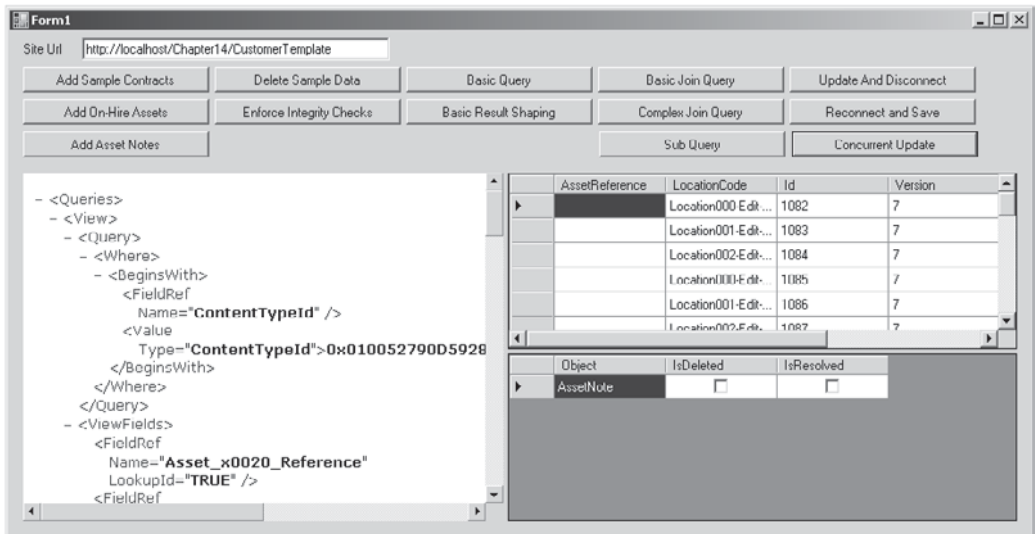 Form1
Site Url http://localhost/Chapter14/CustomerTemplate
Add Sample Contracts Delete Sample Data Basic Query Basic Join Query Update And Disconnect
Add On-Hire Assets Enforce Integrity Checks Basic Result Shaping Complex Join Query Reconnect and Save
Add Asset Notes Sub Query Concurrent Update
- <Queries>
- <View>
- <Query>
- <Where>
- <BeginsWith>
<FieldRef
Name="ContentTypeId" />
<Value
Type="ContentTypeId">0x010052790D5928
</BeginsWith>
</Where>
</Query>
- <ViewFields>
<FieldRef
Name="Asset_x0020_Reference"
LookupId="TRUE" />
<FieldRef
AssetReference LocationCode Id Version
Location000-Edit-... 1082 7
Location001-Edit-... 1083 7
Location002-Edit-... 1084 7
Location000-Edit-... 1085 7
Location001-Edit-... 1086 7
Location002-Edit-... 1087 7
Object IsDeleted IsResolved
AssetNote